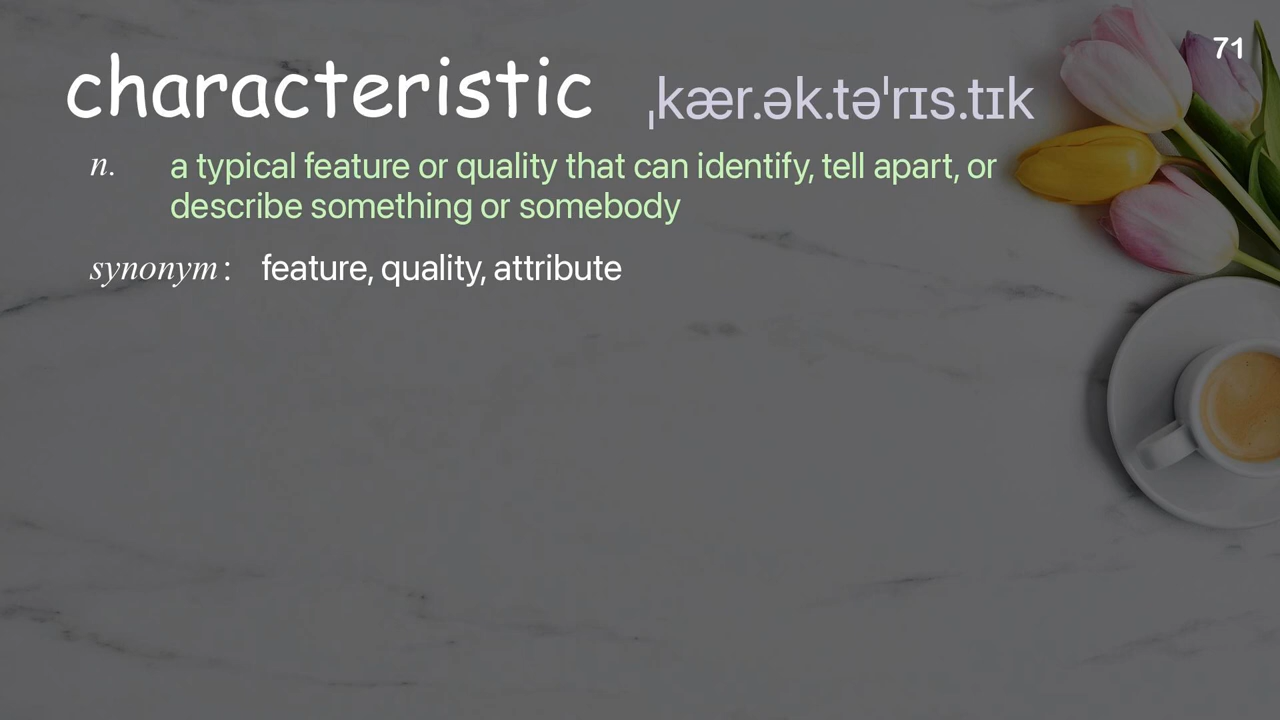 71
characteristic ˌkær.ək.təˈrɪs.tɪk
n. a typical feature or quality that can identify, tell apart, or
describe something or somebody
synonym: feature, quality, attribute